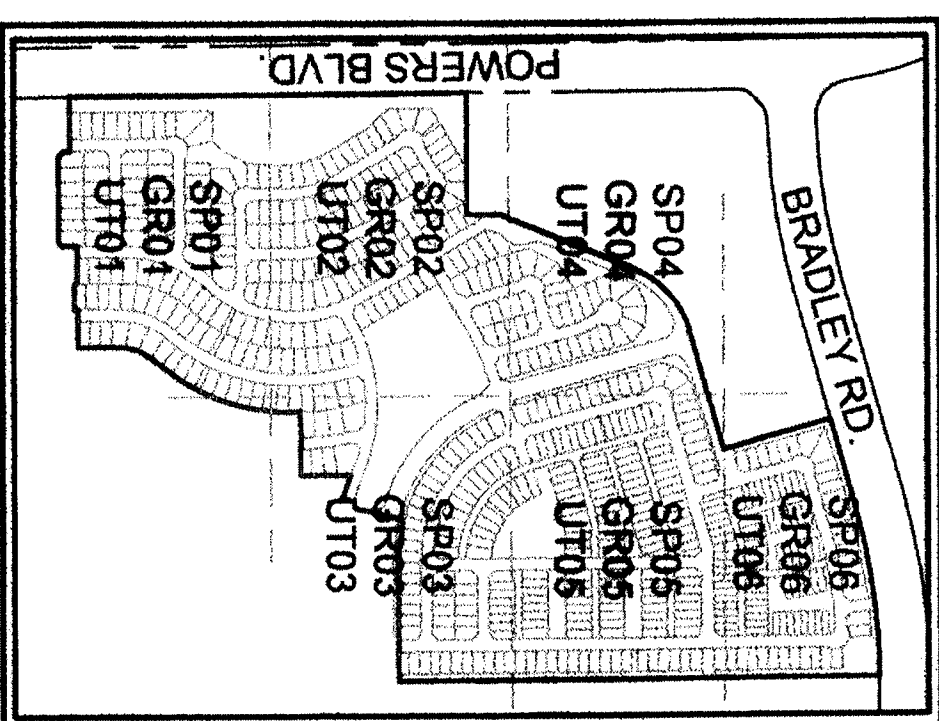 POWERS BLVD.
BRADLEY RD.
SP01
GR01
UT01
SP02
GR02
UT02
SP04
GR04
UT04
SP03
GR03
UT03
SP05
GR05
UT05
SP06
GR06
UT06